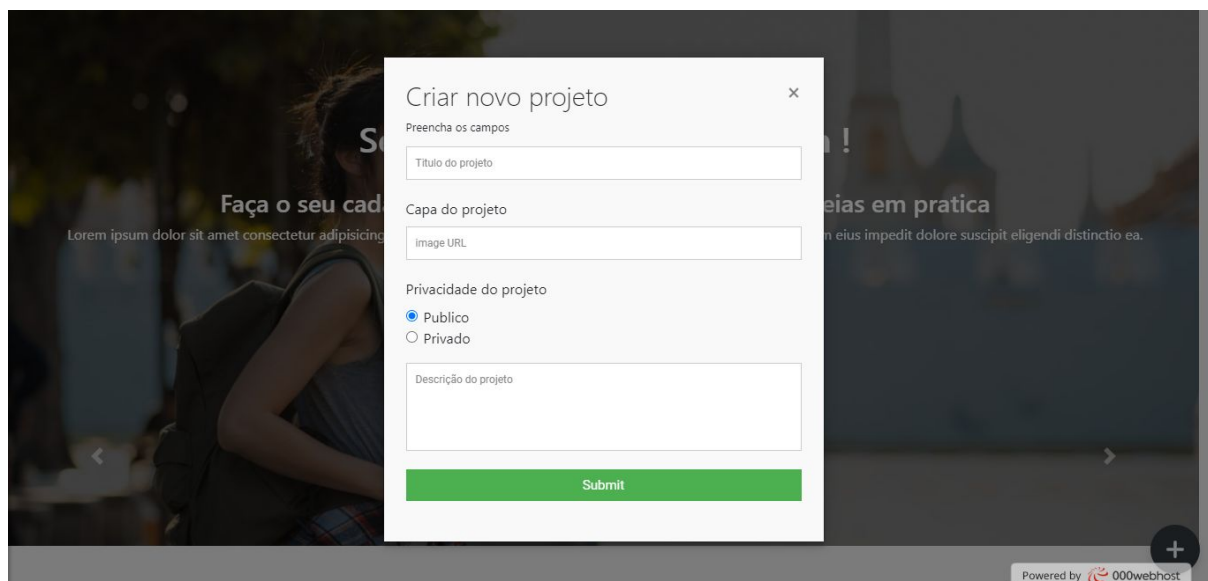 Criar novo projeto
×
Preencha os campos
Titulo do projeto
Capa do projeto
image URL
Privacidade do projeto
Publico
Privado
Descrição do projeto
Submit
!
Faça o seu
eias em pratica
Lorem ipsum dolor sit amet consectetur adipisicing
eius impedit dolore suscipit eligendi distinctio ea.
+
Powered by 000webhost